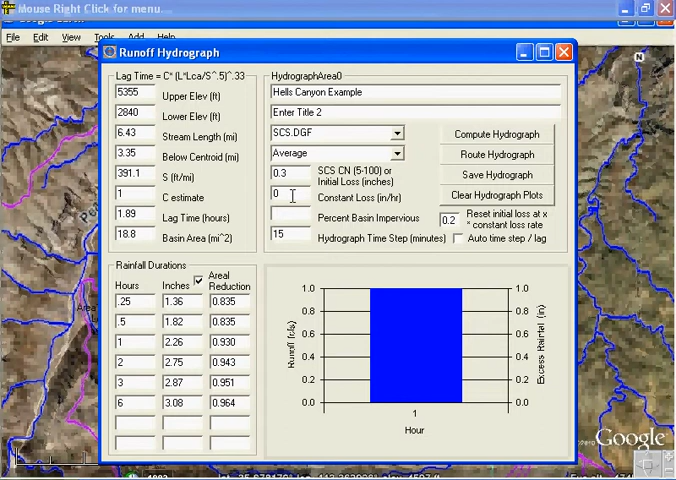 Mouse Right Click for menu....
File Edit View Tools Add Help
Runoff Hydrograph
Lag Time = C* (L*Lca/S^.5)^.33
5355 Upper Elev (ft)
2840 Lower Elev (ft)
6.43 Stream Length (mi)
3.35 Below Centroid (mi)
391.1 S (ft/mi)
1 C estimate
1.89 Lag Time (hours)
18.8 Basin Area (mi^2)
HydrographArea0
Hells Canyon Example
Enter Title 2
SCS.DGF
Average
0.3 SCS CN (5-100) or
Initial Loss (inches)
0 Constant Loss (in/hr)
Percent Basin Impervious
15 Hydrograph Time Step (minutes)
Compute Hydrograph
Route Hydrograph
Save Hydrograph
Clear Hydrograph Plots
0.2 Reset initial loss at x
* constant loss rate
Auto time step / lag
Rainfall Durations
Areal
Hours Inches Reduction
.25 1.36 0.835
.5 1.82 0.835
1 2.26 0.930
2 2.75 0.943
3 2.87 0.951
6 3.08 0.964
Runoff (cfs)
1.0
0.8
0.6
0.4
0.2
0.0
1
Hour
1.0
0.8
0.6
0.4
0.2
0.0
Excess Rainfall (in)
Google
N